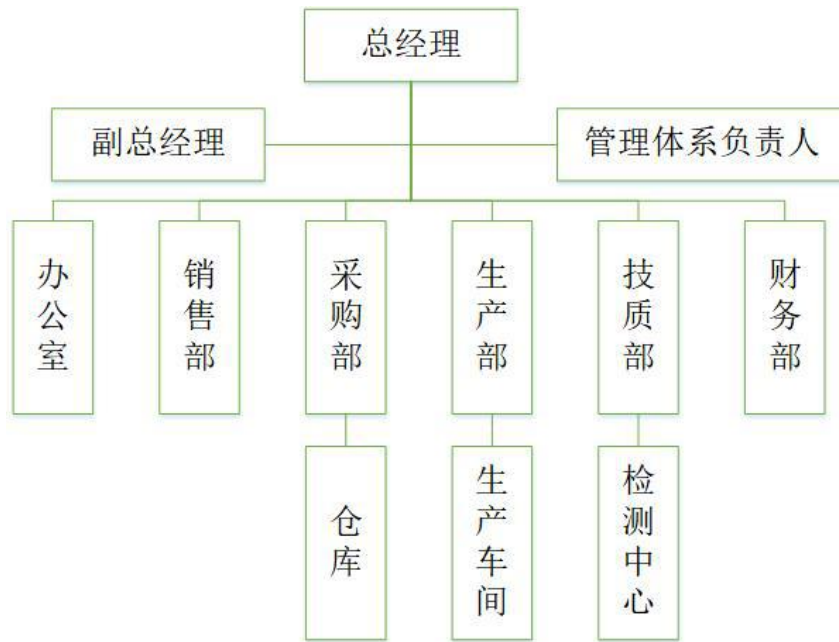 总经理
副总经理
管理体系负责人
办公室
销售部
采购部
生产部
技质部
财务部
仓库
生产车间
检测中心